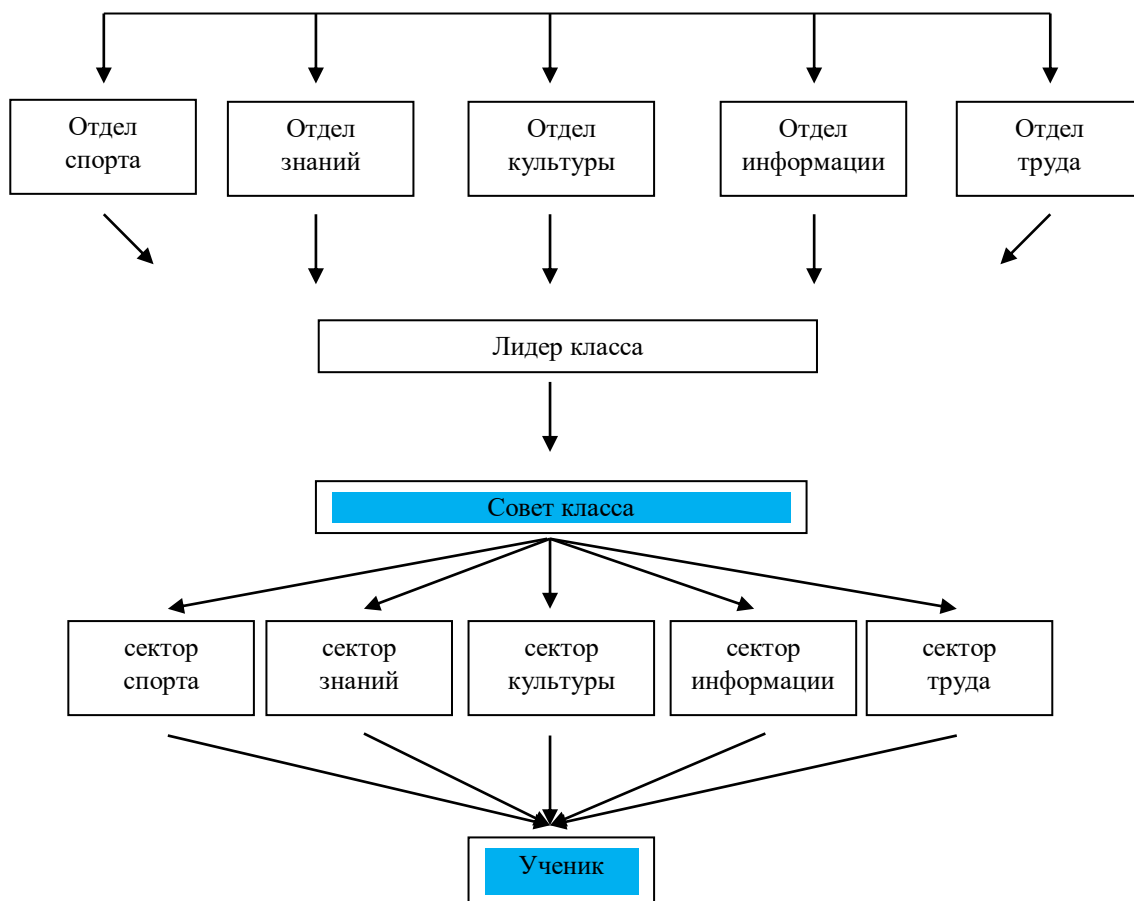 Отдел
спорта
Отдел
знаний
Отдел
культуры
Отдел
информации
Отдел
труда
Лидер класса
Совет класса
сектор
спорта
сектор
знаний
сектор
культуры
сектор
информации
сектор
труда
Ученик